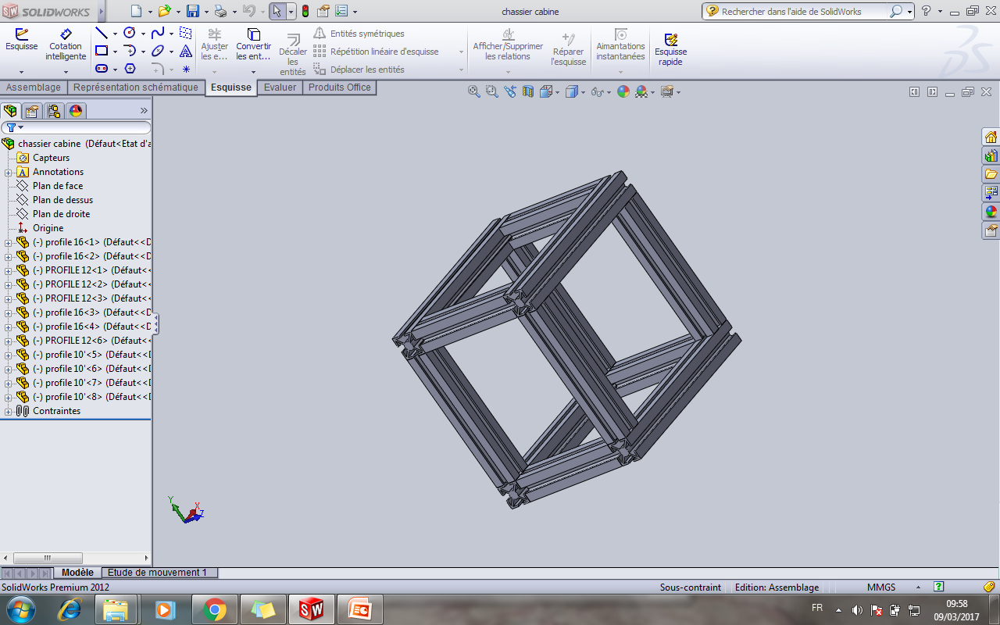 SOLIDWORKS
chassier cabine
Rechercher dans l'aide de SolidWorks
Esquisse
Cotation intelligente
Ajuster les e...
Convertir les ent...
Décaler les entités
Entités symétriques
Répétition linéaire d'esquisse
Déplacer les entités
Afficher/Supprimer les relations
Réparer l'esquisse
Aimantations instantanées
Esquisse rapide
Assemblage
Représentation schématique
Esquisse
Evaluer
Produits Office
chassier cabine (Défaut<Etat d'a
Capteurs
Annotations
Plan de face
Plan de dessus
Plan de droite
Origine
(-) profile 16<1> (Défaut<<D
(-) profile 16<2> (Défaut<<D
(-) PROFILE 12<1> (Défaut<<
(-) PROFILE 12<2> (Défaut<<
(-) PROFILE 12<3> (Défaut<<
(-) profile 16<3> (Défaut<<D
(-) profile 16<4> (Défaut<<D
(-) PROFILE 12<6> (Défaut<<
(-) profile 10'<5> (Défaut<<D
(-) profile 10'<6> (Défaut<<D
(-) profile 10'<7> (Défaut<<D
(-) profile 10'<8> (Défaut<<D
Contraintes
Y
X
Z
Modèle
Etude de mouvement 1
SolidWorks Premium 2012
Sous-contraint
Edition: Assemblage
MMGS
FR
09:58
09/03/2017